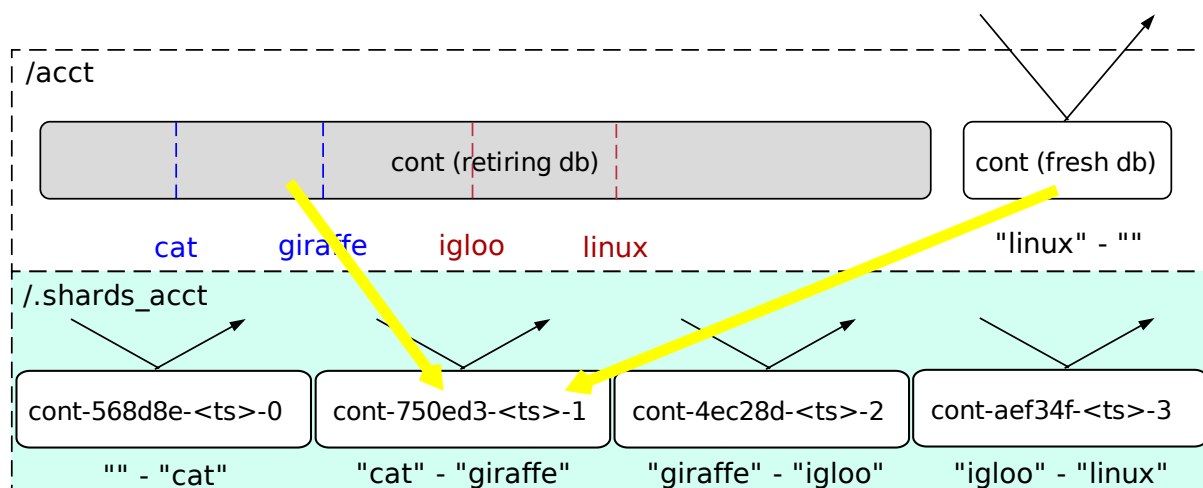 /acct
cont (retiring db)
cont (fresh db)
cat
giraffe
igloo
linux
"linux" - ""
/.shards_acct
cont-568d8e-<ts>-0
cont-750ed3-<ts>-1
cont-4ec28d-<ts>-2
cont-aef34f-<ts>-3
"" - "cat"
"cat" - "giraffe"
"giraffe" - "igloo"
"igloo" - "linux"